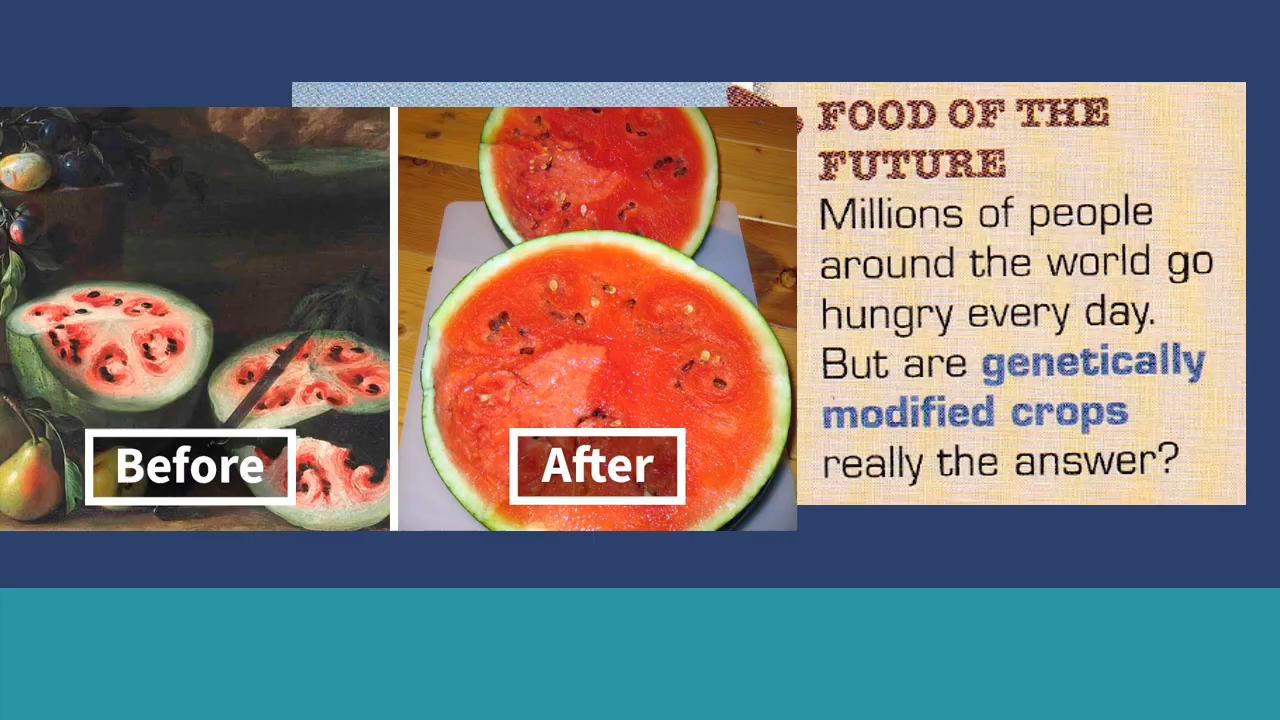 Before
After
FOOD OF THE
FUTURE
Millions of people
around the world go
hungry every day.
But are genetically
modified crops
really the answer?